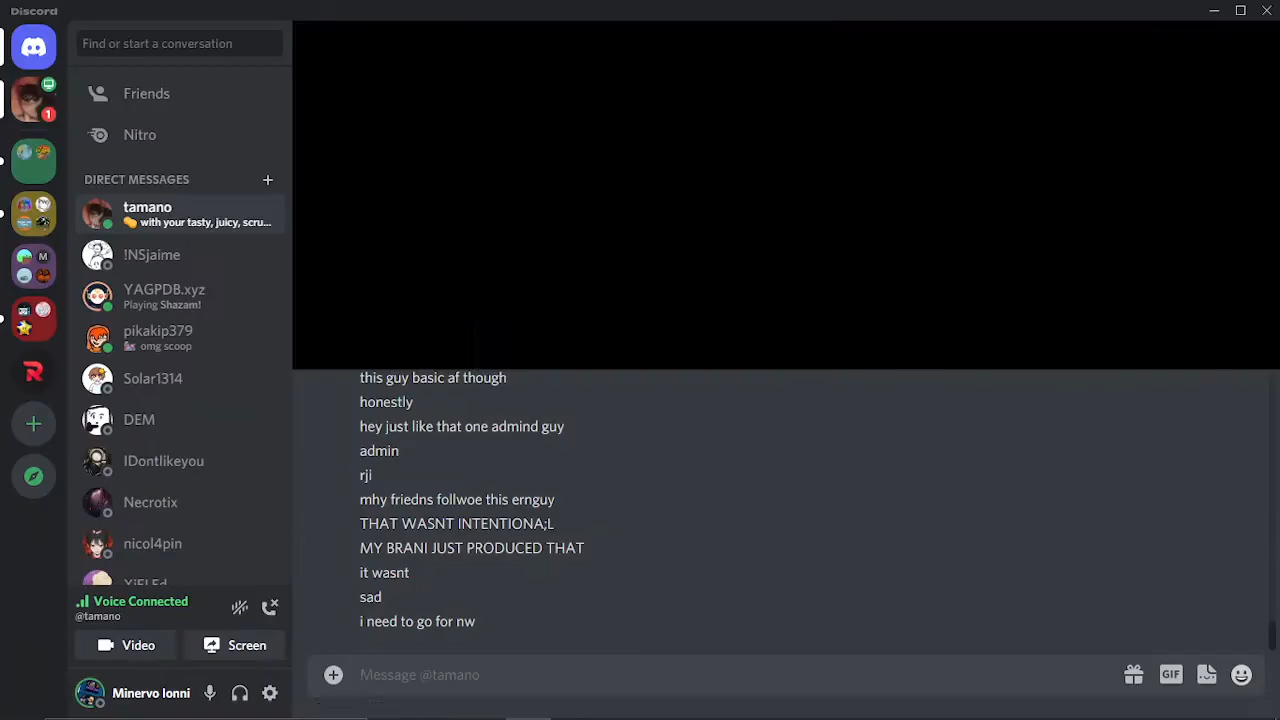 Discord
Find or start a conversation
1
Friends
Nitro
DIRECT MESSAGES
tamano
with your tasty, juicy, scru...
!NSjaime
YAGPDB.xyz
Playing Shazam!
pikakip379
omg scoop
Solar1314
DEM
IDontlikeyou
Necrotix
nicol4pin
Voice Connected
@tamano
Video
Screen
Minervo Ionni
this guy basic af though
honestly
hey just like that one admind guy
admin
rji
mhy friedns follwoe this ernguy
THAT WASNT INTENTIONA;L
MY BRANI JUST PRODUCED THAT
it wasnt
sad
i need to go for nw
Message @tamano
GIF